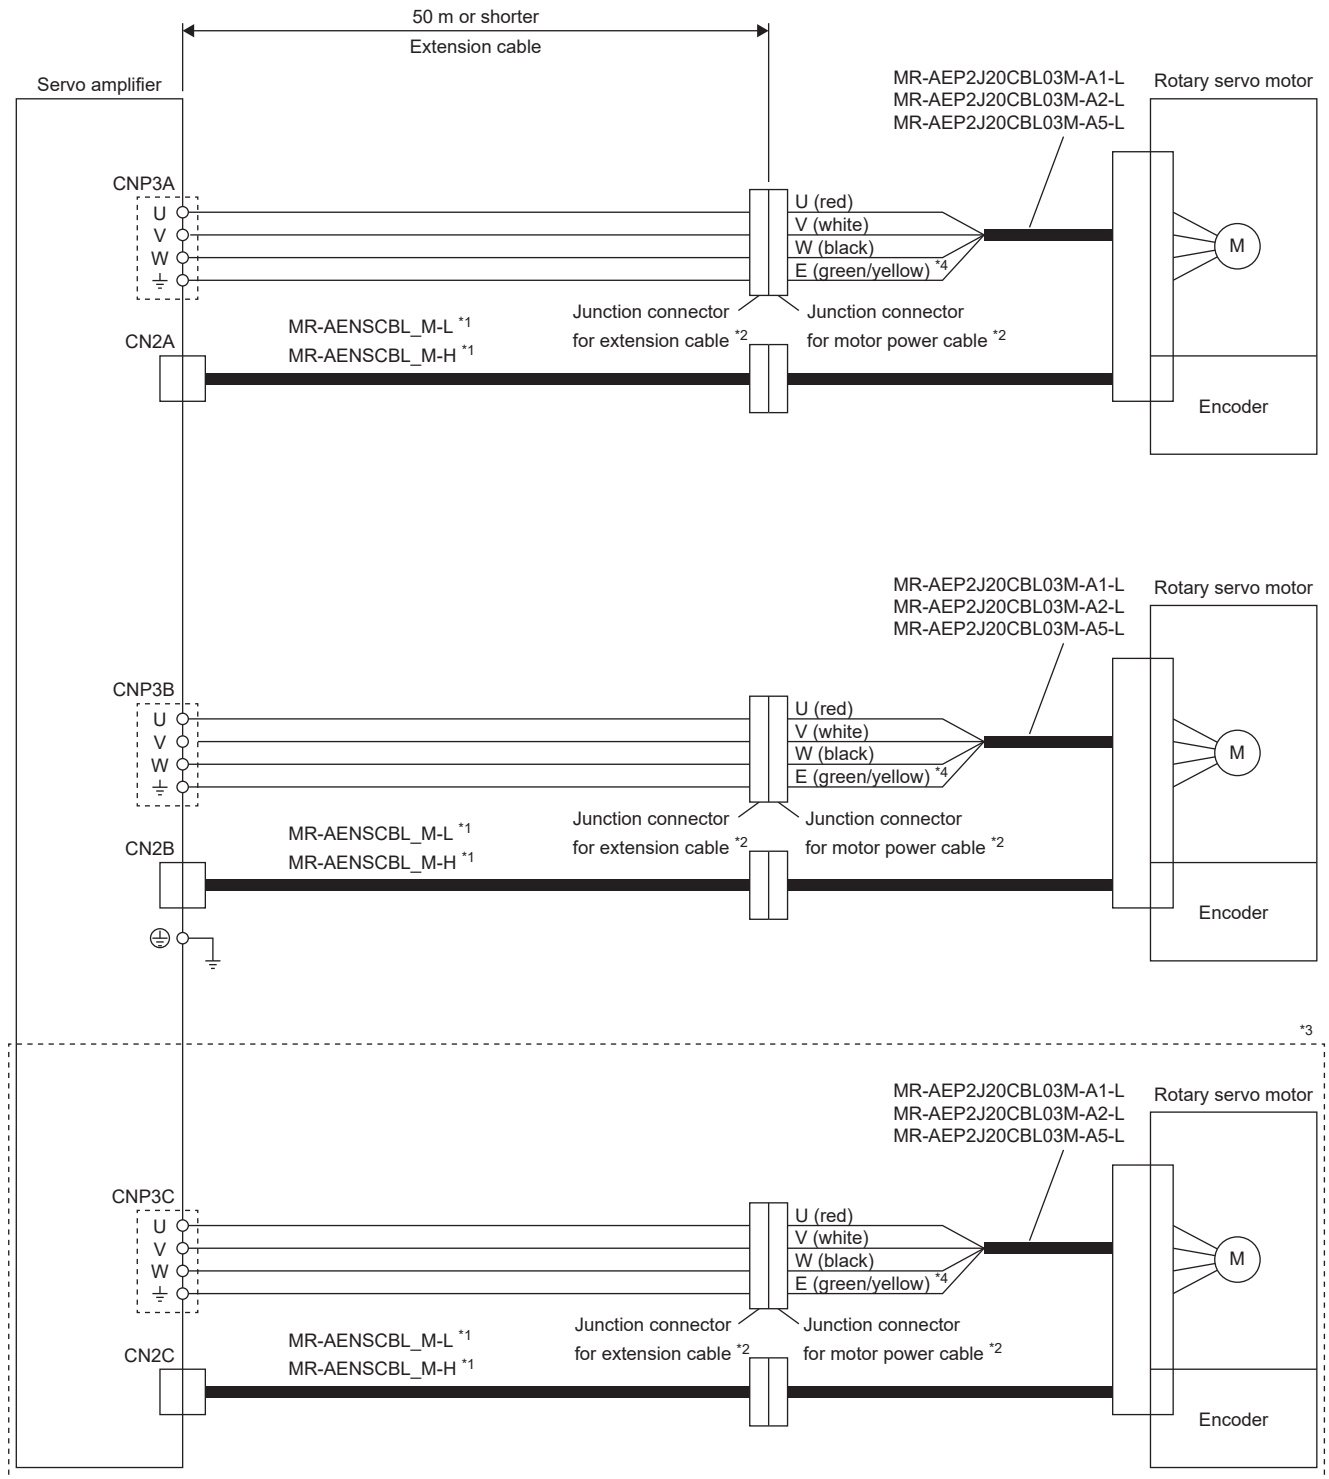 50 m or shorter
Extension cable
Servo amplifier
MR-AEP2J20CBL03M-A1-L
MR-AEP2J20CBL03M-A2-L
MR-AEP2J20CBL03M-A5-L
Rotary servo motor
CNP3A
U
V
W
U (red)
V (white)
W (black)
E (green/yellow) *4
M
Junction connector
for extension cable *2
Junction connector
for motor power cable *2
CN2A
MR-AENSCBL_M-L *1
MR-AENSCBL_M-H *1
Encoder
MR-AEP2J20CBL03M-A1-L
MR-AEP2J20CBL03M-A2-L
MR-AEP2J20CBL03M-A5-L
Rotary servo motor
CNP3B
U
V
W
U (red)
V (white)
W (black)
E (green/yellow) *4
M
Junction connector
for extension cable *2
Junction connector
for motor power cable *2
CN2B
MR-AENSCBL_M-L *1
MR-AENSCBL_M-H *1
Encoder
*3
MR-AEP2J20CBL03M-A1-L
MR-AEP2J20CBL03M-A2-L
MR-AEP2J20CBL03M-A5-L
Rotary servo motor
CNP3C
U
V
W
U (red)
V (white)
W (black)
E (green/yellow) *4
M
Junction connector
for extension cable *2
Junction connector
for motor power cable *2
CN2C
MR-AENSCBL_M-L *1
MR-AENSCBL_M-H *1
Encoder